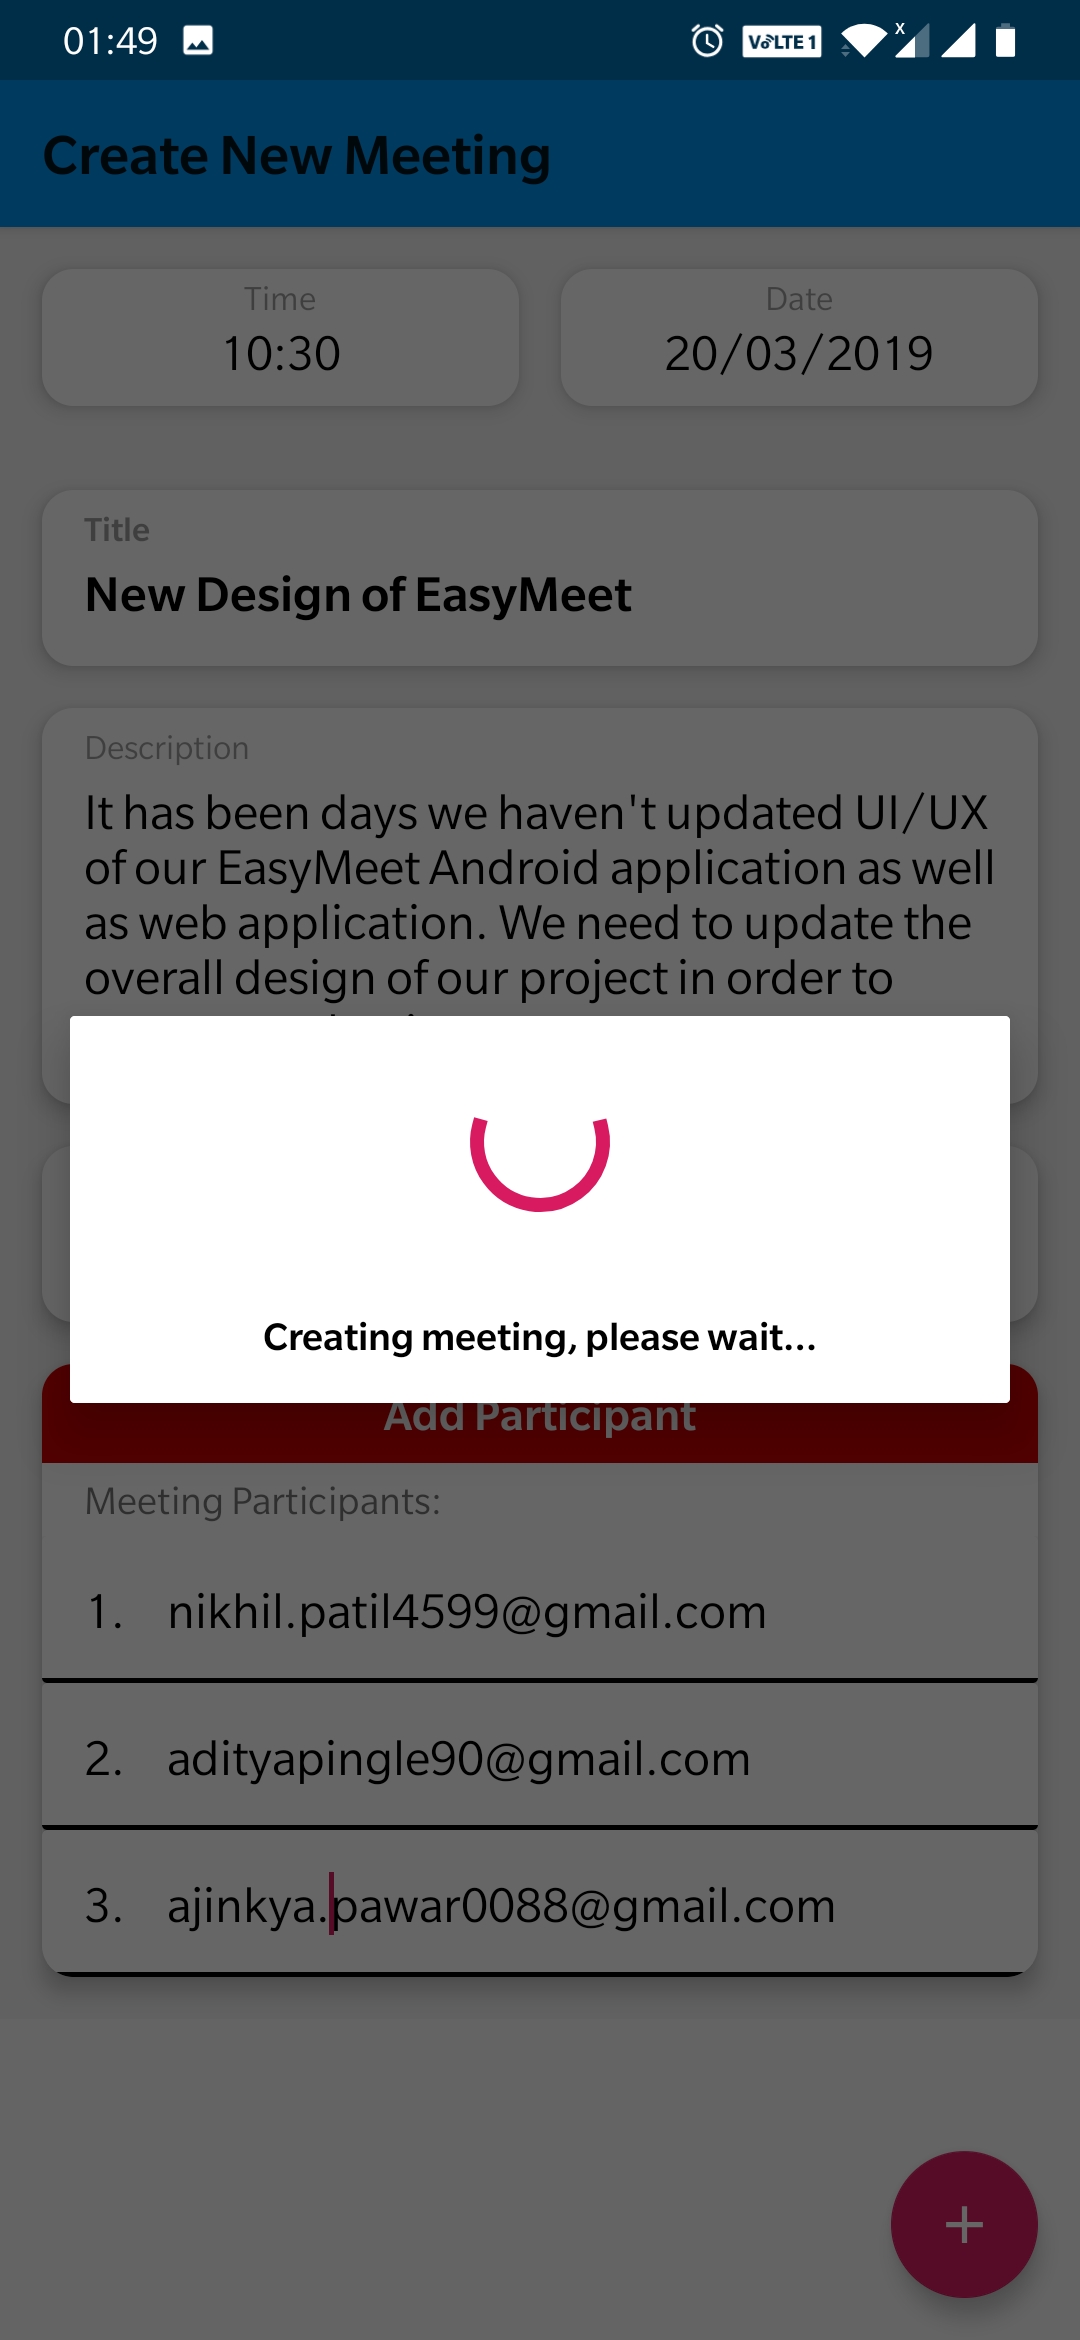 01:49
VoLTE 1
x
Create New Meeting
Time
10:30
Date
20/03/2019
Title
New Design of EasyMeet
Description
It has been days we haven't updated UI/UX
of our EasyMeet Android application as well
as web application. We need to update the
overall design of our project in order to
Creating meeting, please wait...
Add Participant
Meeting Participants:
1. nikhil.patil4599@gmail.com
2. adityapingle90@gmail.com
3. ajinkya.pawar0088@gmail.com
+